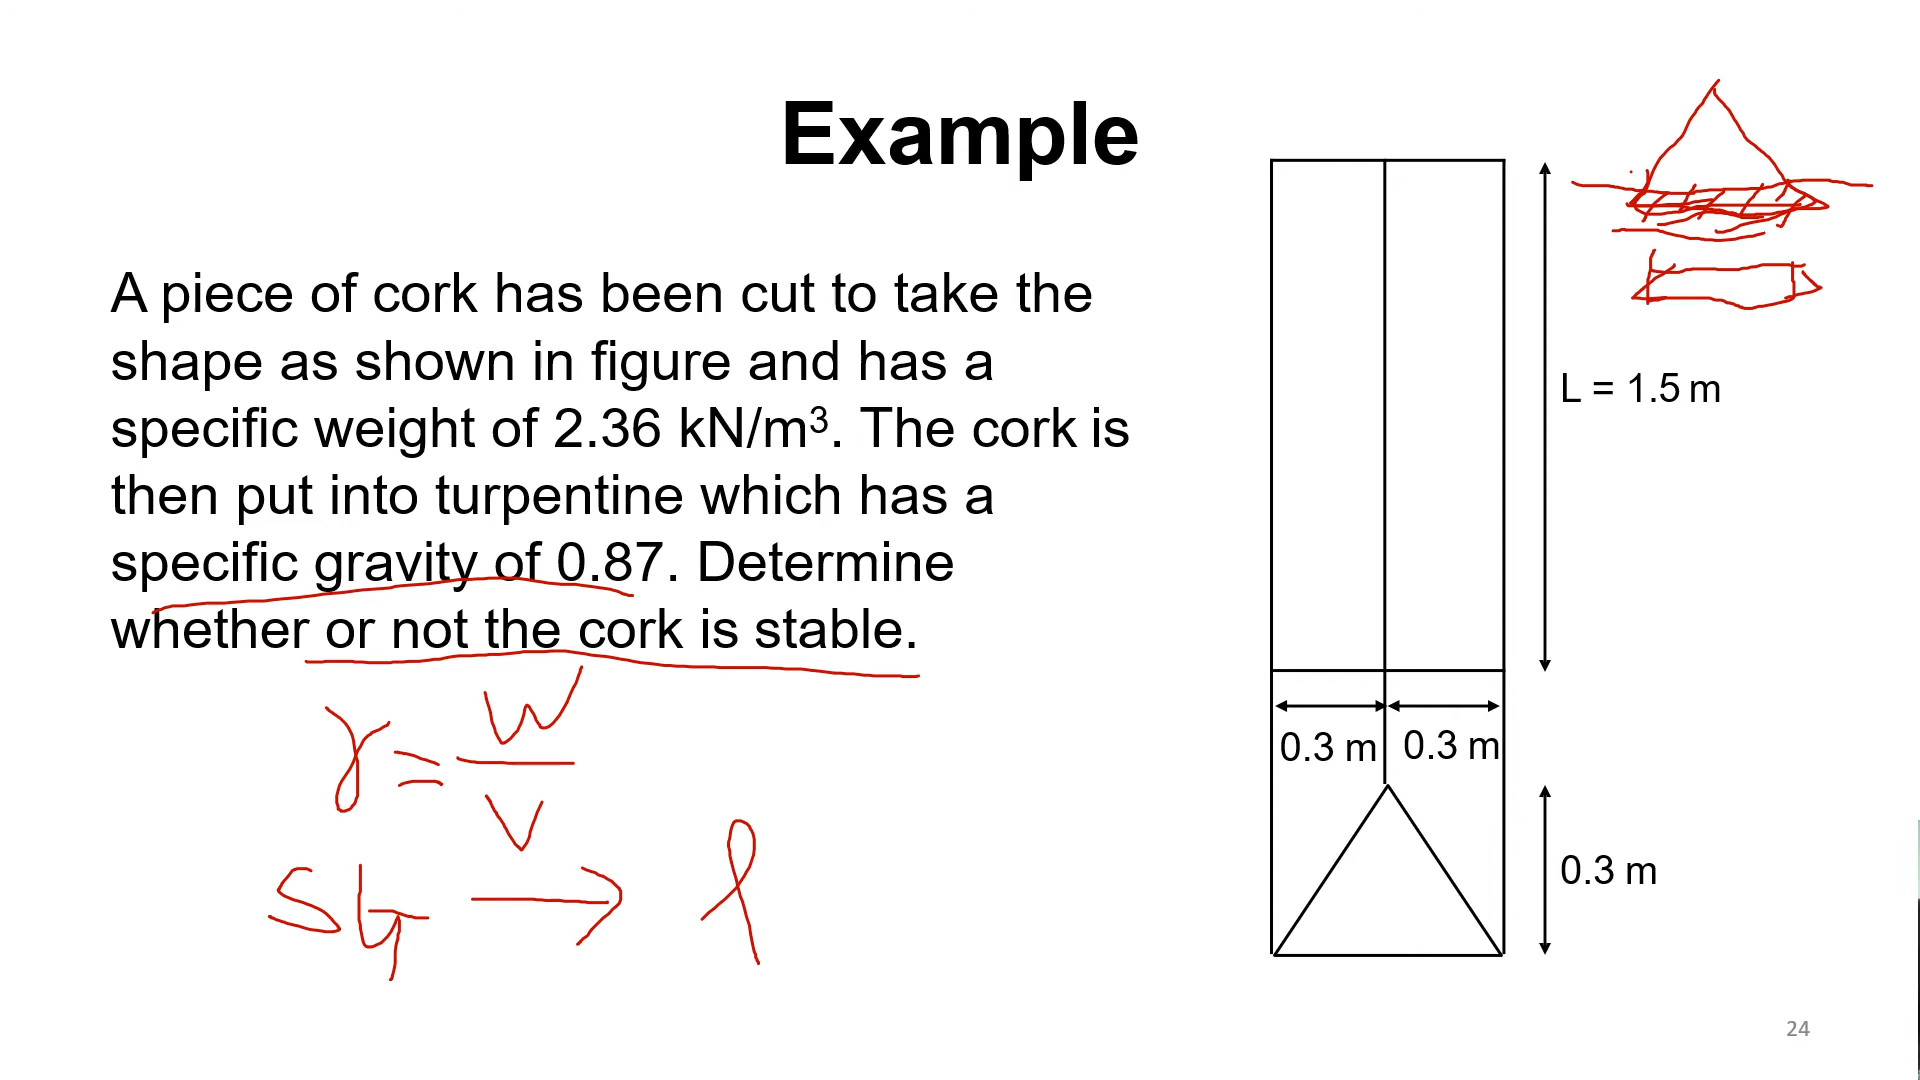 Example
A piece of cork has been cut to take the
shape as shown in figure and has a
specific weight of 2.36 kN/m³. The cork is
then put into turpentine which has a
specific gravity of 0.87. Determine
whether or not the cork is stable.
γ = W/V
SG → ρ
L = 1.5 m
0.3 m 0.3 m
0.3 m
24